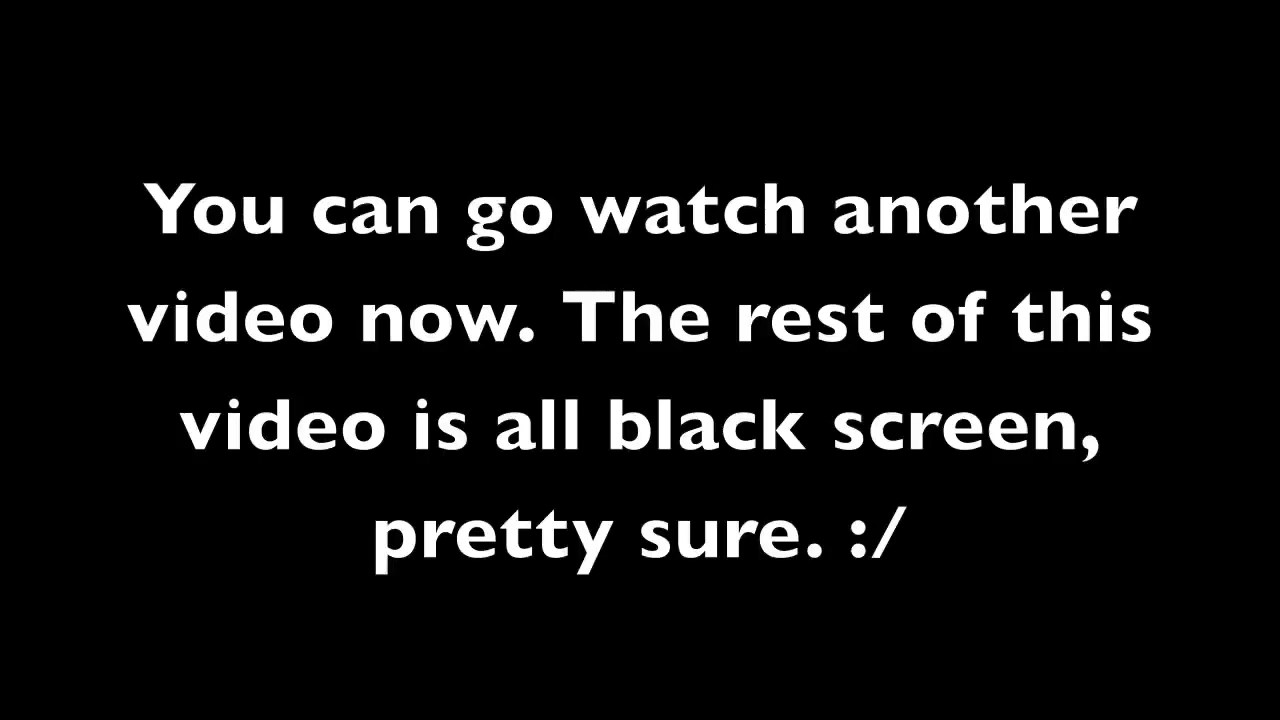 You can go watch another
video now. The rest of this
video is all black screen,
pretty sure. :/